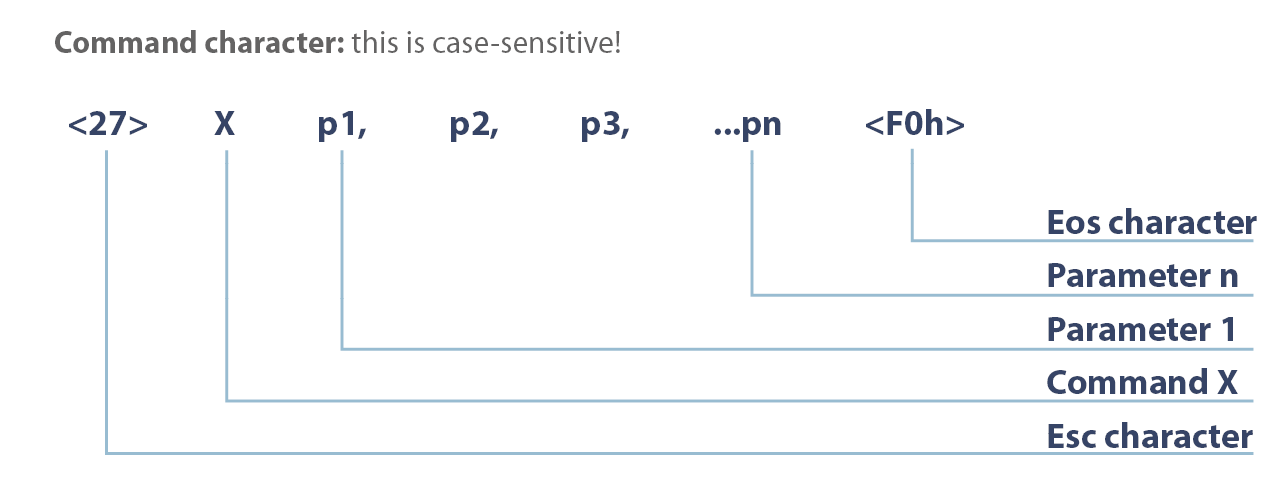 Command character: this is case-sensitive!
<27> X p1, p2, p3, ...pn <F0h>
Eos character
Parameter n
Parameter 1
Command X
Esc character